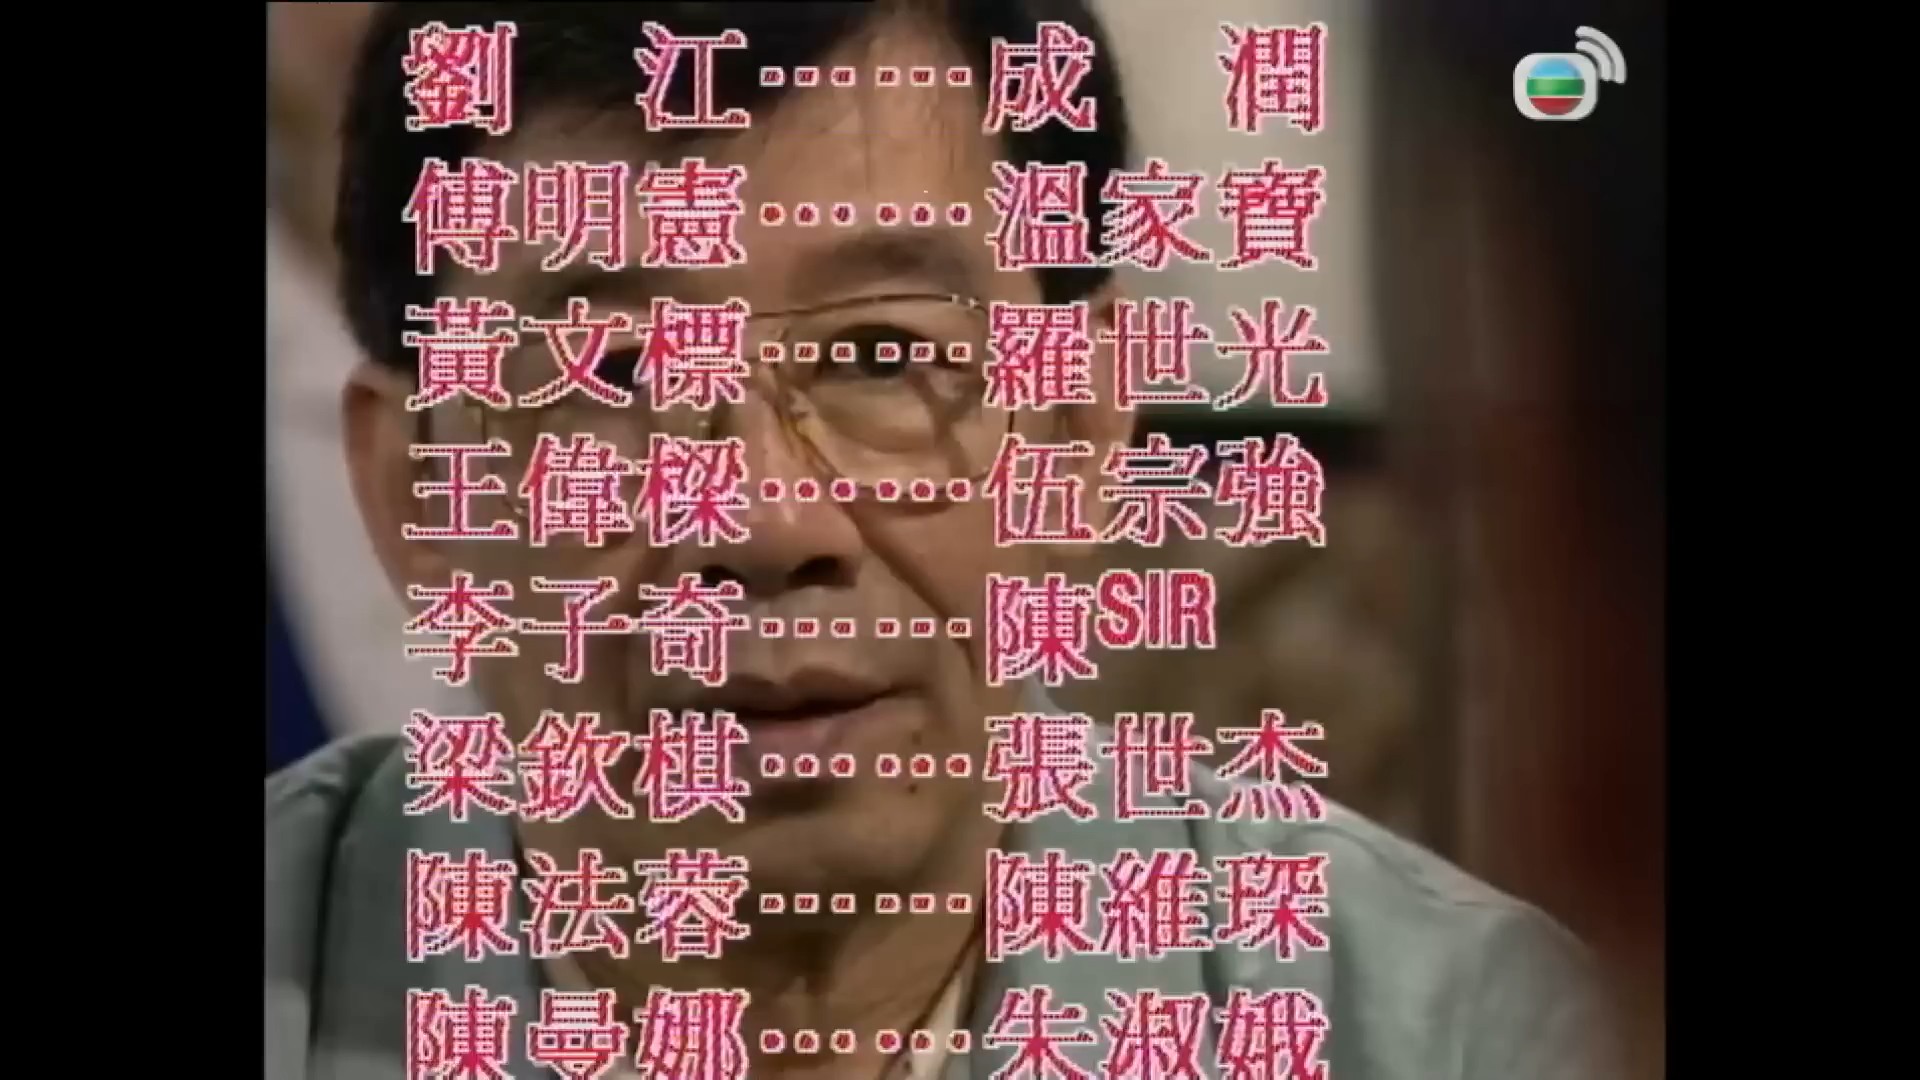 劉江……成潤
傅明憲……溫家寶
黃文標……羅世光
王偉樑……伍宗強
李子奇……陳SIR
梁欽棋……張世杰
陳法蓉……陳維琛
陳曼娜……朱淑娥